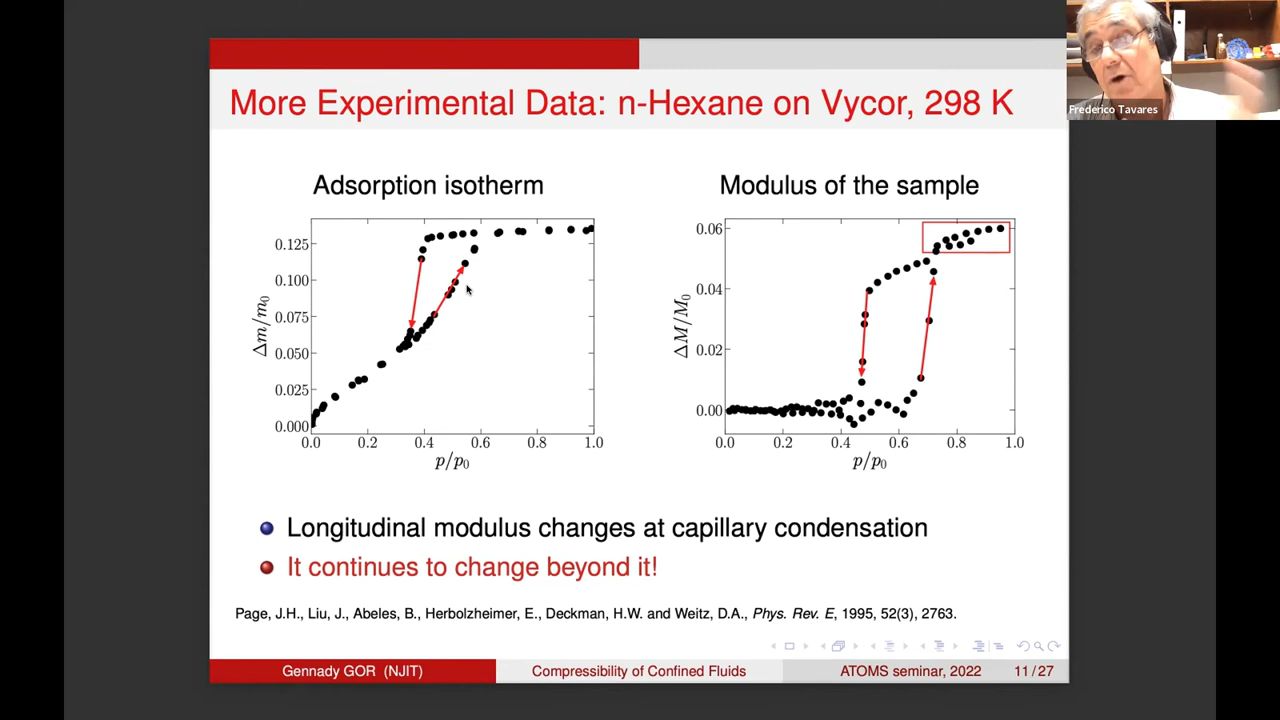 Frederico Tavares
More Experimental Data: n-Hexane on Vycor, 298 K
Adsorption isotherm
Δm/m0
0.125
0.100
0.075
0.050
0.025
0.000
0.0 0.2 0.4 0.6 0.8 1.0
p/p0
Modulus of the sample
ΔM/M0
0.06
0.04
0.02
0.00
0.0 0.2 0.4 0.6 0.8 1.0
p/p0
Longitudinal modulus changes at capillary condensation
It continues to change beyond it!
Page, J.H., Liu, J., Abeles, B., Herbolzheimer, E., Deckman, H.W. and Weitz, D.A., Phys. Rev. E, 1995, 52(3), 2763.
Gennady GOR (NJIT) Compressibility of Confined Fluids ATOMS seminar, 2022 11/27